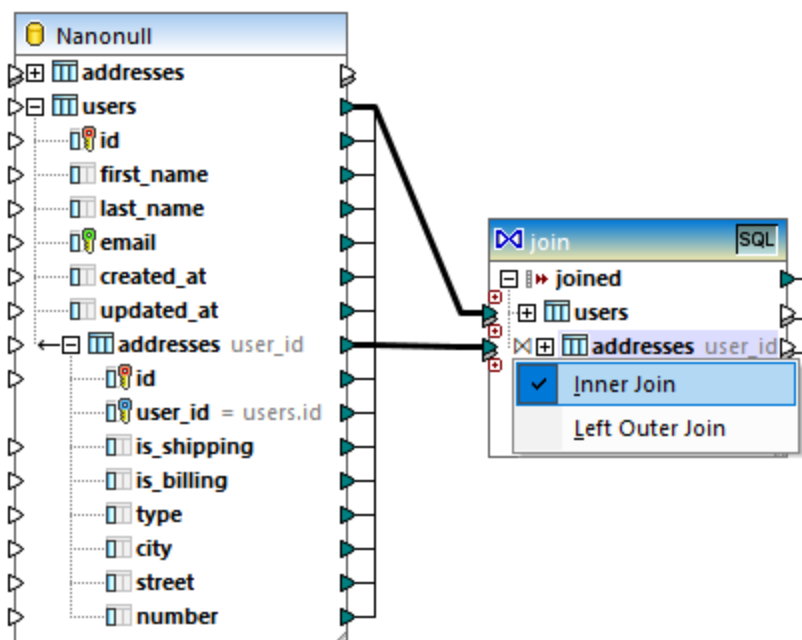 Nanonull
addresses
users
id
first_name
last_name
email
created_at
updated_at
addresses user_id
id
user_id = users.id
is_shipping
is_billing
type
city
street
number
join SQL
joined
users
addresses user_id
Inner Join
Left Outer Join